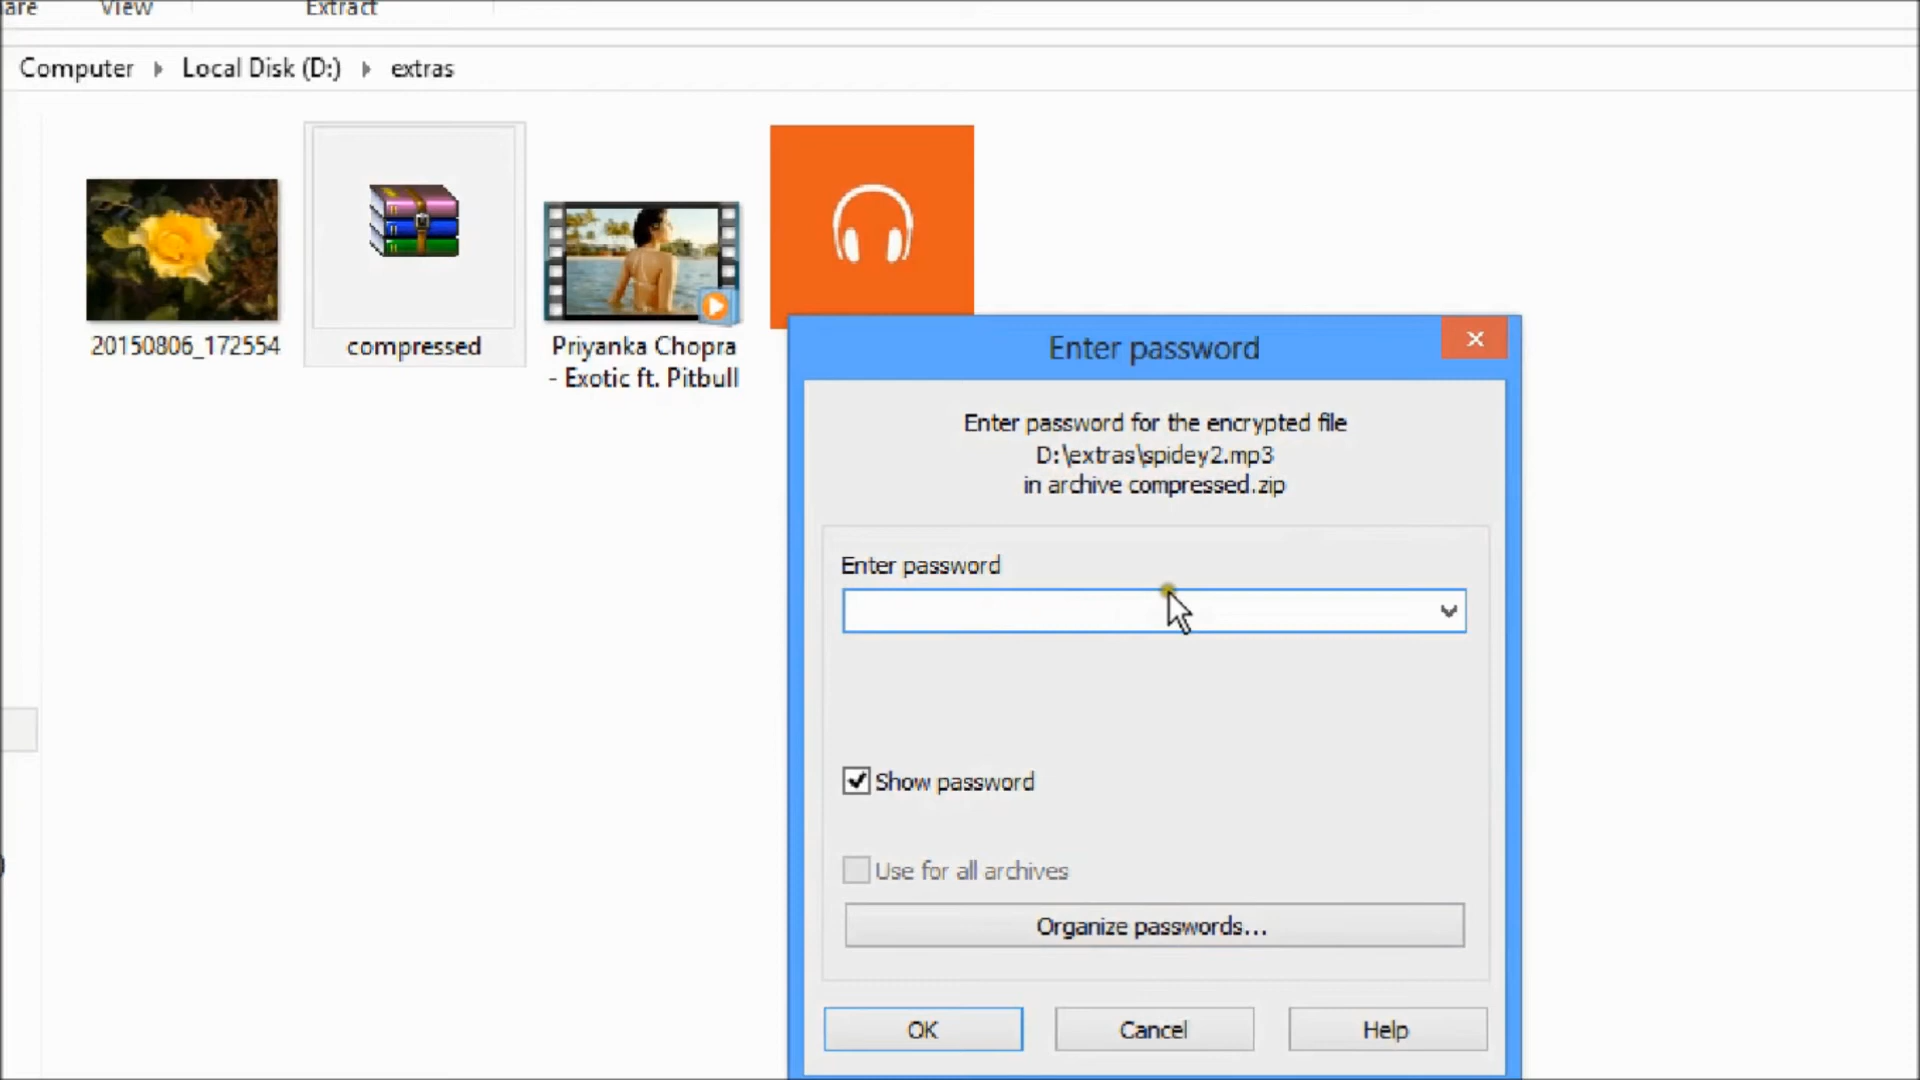 are View Extract
Computer Local Disk (D:) extras
20150806_172554
compressed
Priyanka Chopra
- Exotic ft. Pitbull
Enter password
Enter password for the encrypted file
D:\extras\spidey2.mp3
in archive compressed.zip
Enter password
Show password
Use for all archives
Organize passwords...
OK Cancel Help